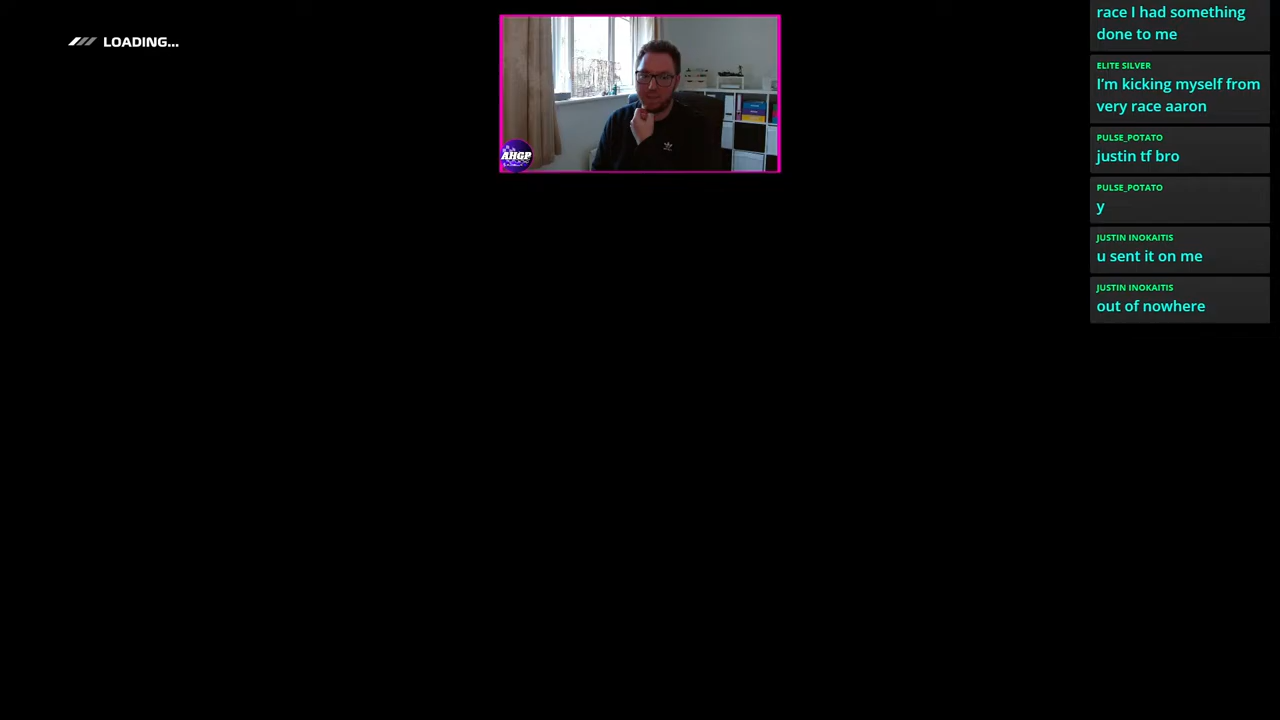 LOADING...
AHGP
race I had something
done to me
ELITE SILVER
I'm kicking myself from
very race aaron
PULSE_POTATO
justin tf bro
PULSE_POTATO
y
JUSTIN INOKAITIS
u sent it on me
JUSTIN INOKAITIS
out of nowhere